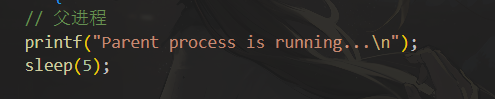 {
// 父进程
printf("Parent process is running...\n");
sleep(5);